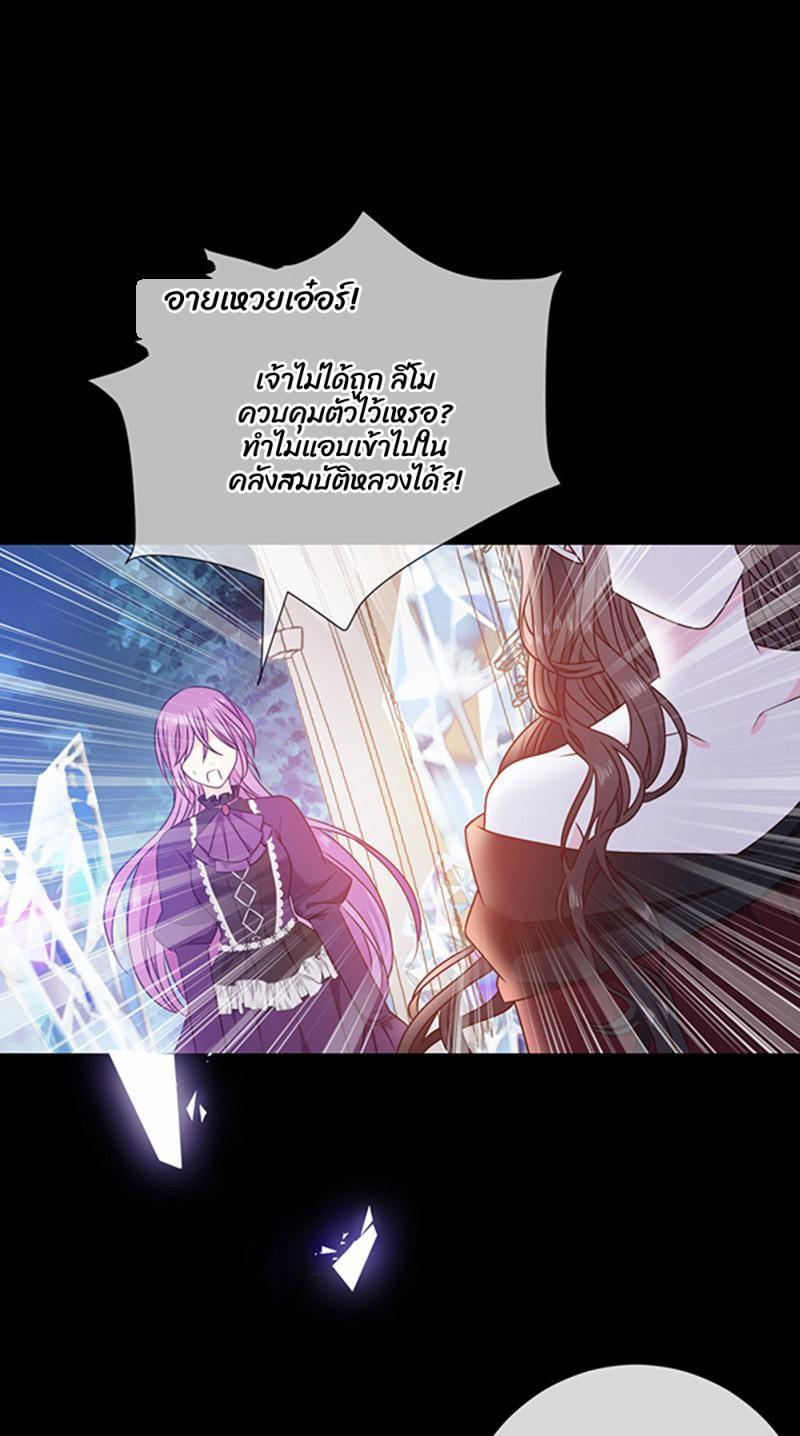 อายเหวยเอ๋อร์!
เจ้าไม่ได้ถูก ลีโม
ควบคุมตัวไว้เหรอ?
ทำไมแอบเข้าไปใน
คลังสมบัติหลวงได้?!